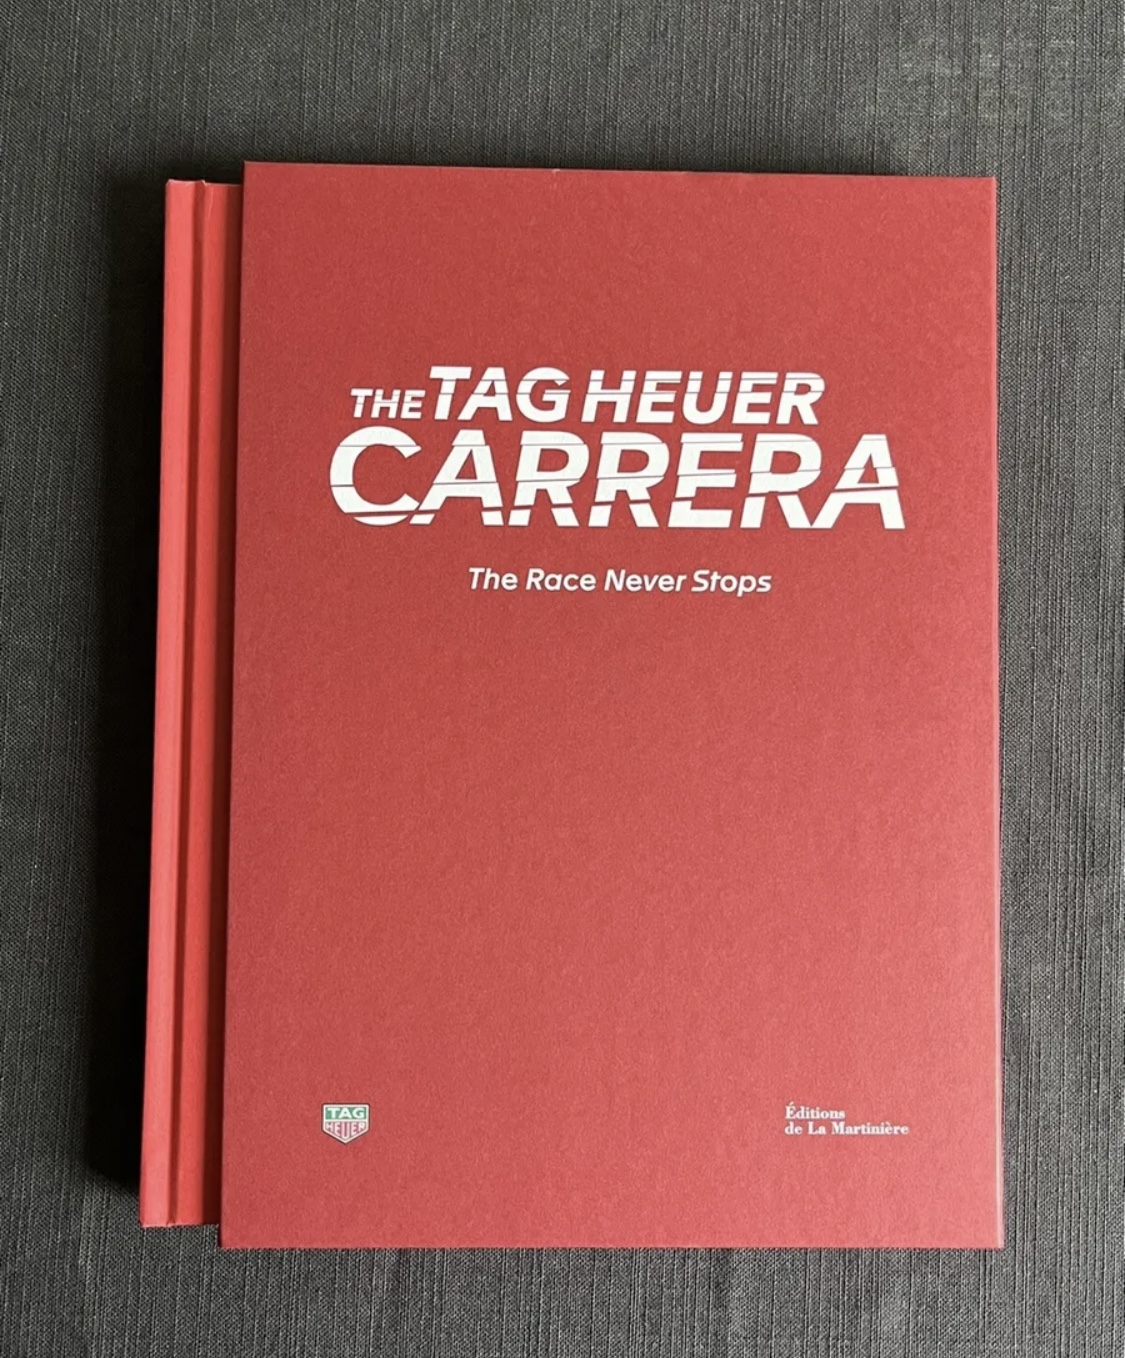 THE TAG HEUER
CARRERA
The Race Never Stops
TAG
HEUER
Éditions
de La Martinière